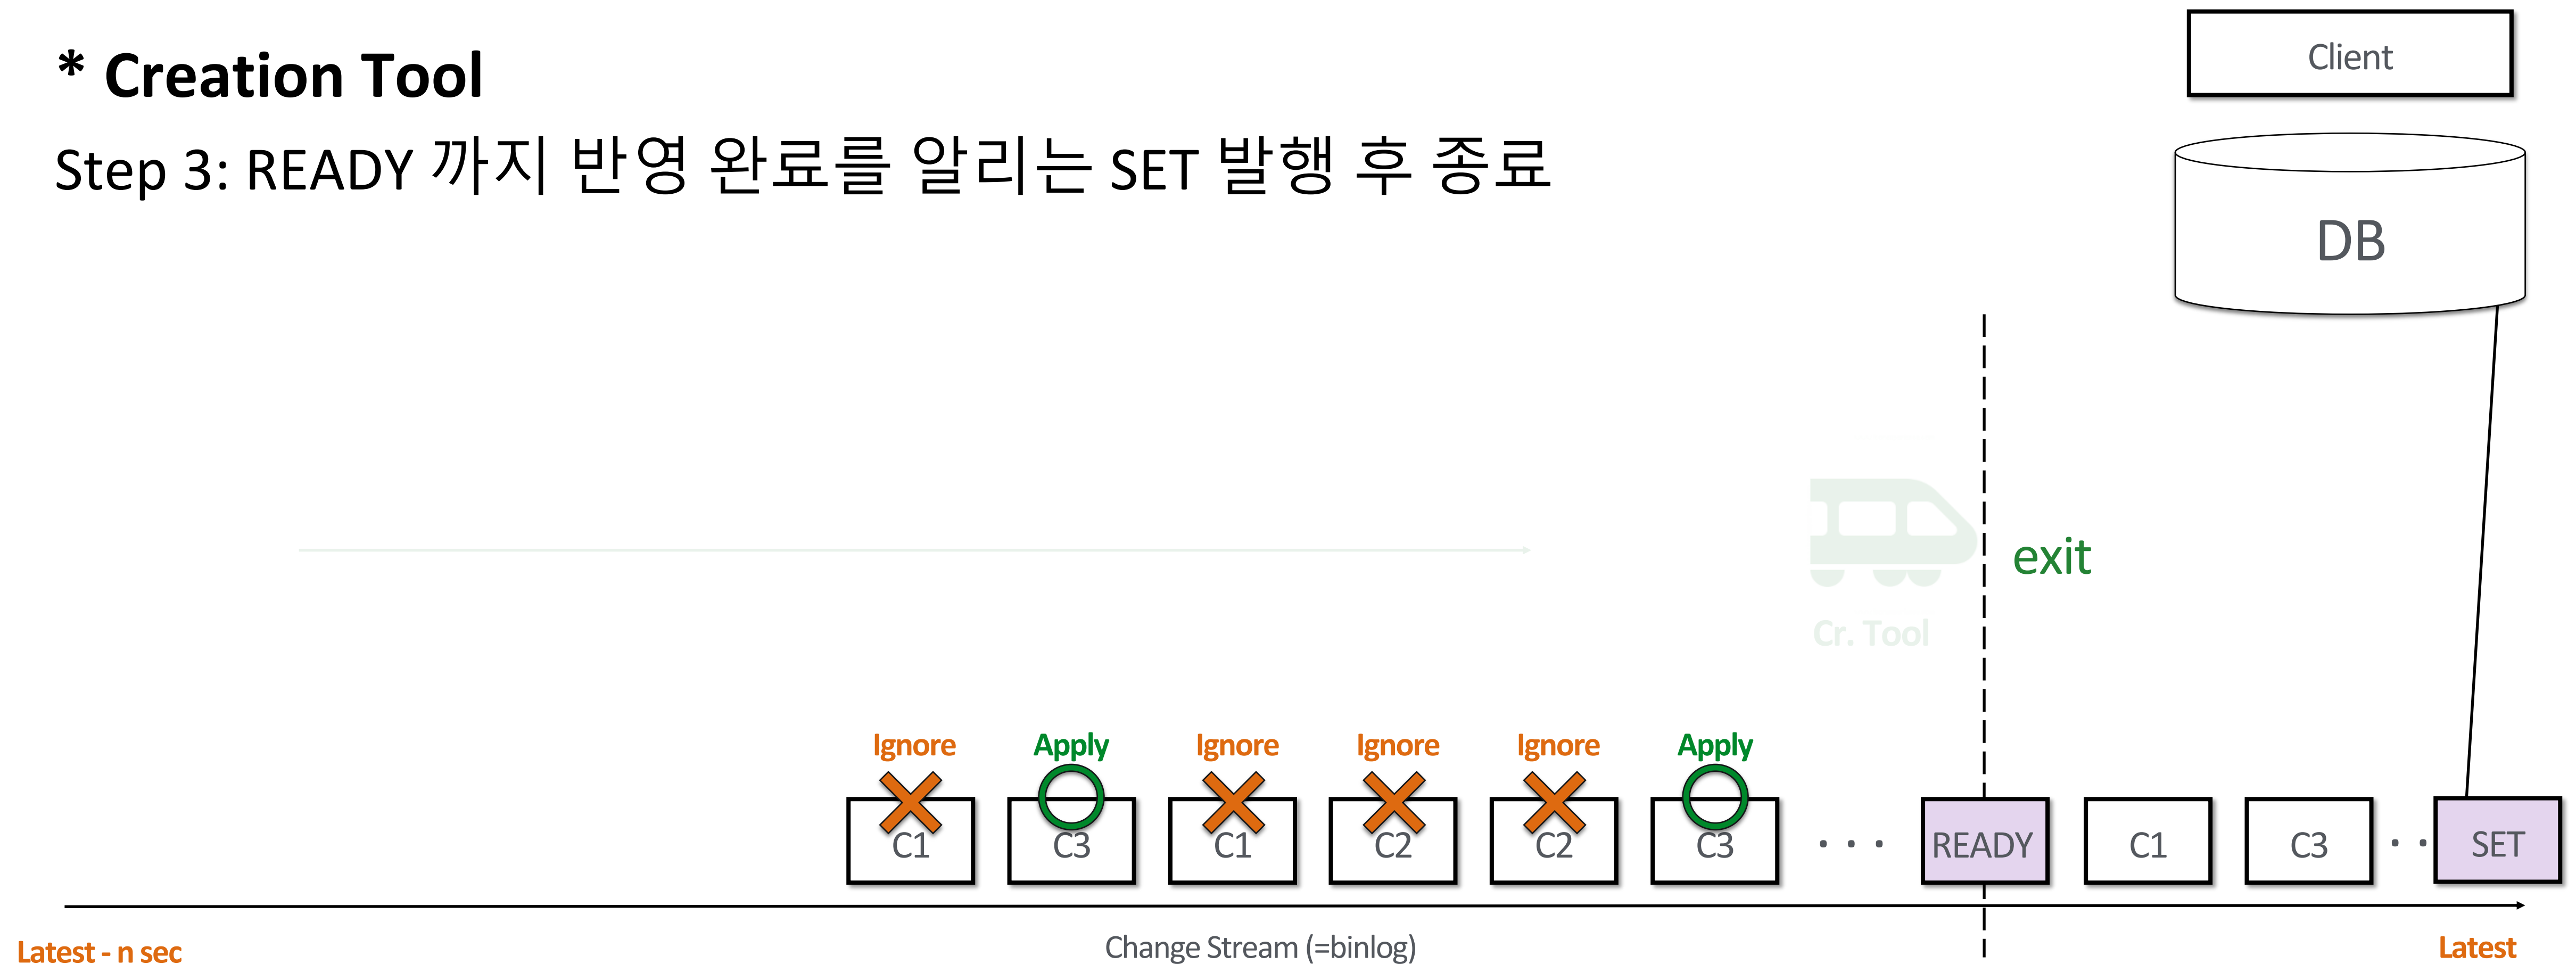 * Creation Tool
Step 3: READY 까지 반영 완료를 알리는 SET 발행 후 종료
Client
DB
exit
Cr. Tool
Ignore
Apply
Ignore
Ignore
Ignore
Apply
C1
C3
C1
C2
C2
C3
· · ·
READY
C1
C3
· ·
SET
Latest - n sec
Change Stream (=binlog)
Latest